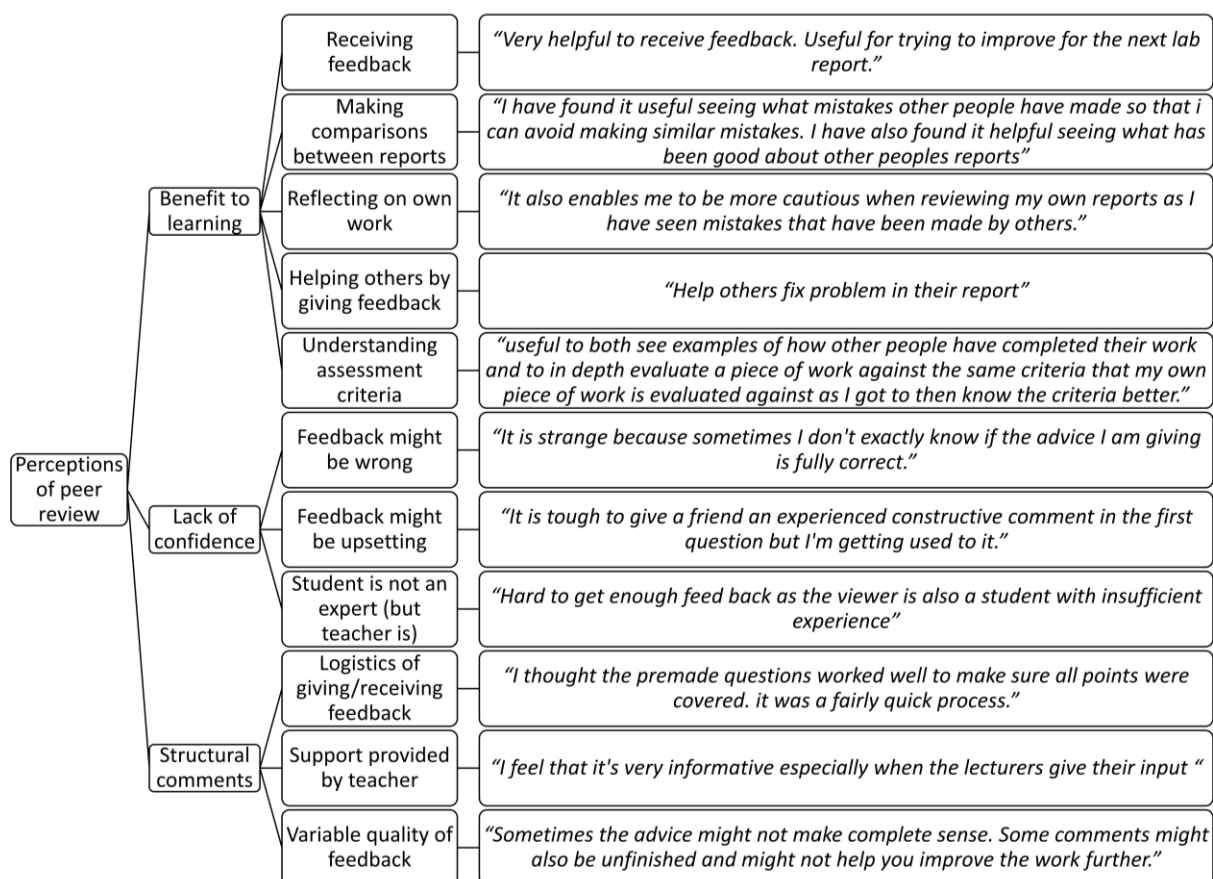 Perceptions
of peer
review
Benefit to
learning
Receiving
feedback
“Very helpful to receive feedback. Useful for trying to improve for the next lab
report.”
Making
comparisons
between reports
“I have found it useful seeing what mistakes other people have made so that i
can avoid making similar mistakes. I have also found it helpful seeing what has
been good about other peoples reports”
Reflecting on own
work
“It also enables me to be more cautious when reviewing my own reports as I
have seen mistakes that have been made by others.”
Helping others by
giving feedback
“Help others fix problem in their report”
Understanding
assessment
criteria
“useful to both see examples of how other people have completed their work
and to in depth evaluate a piece of work against the same criteria that my own
piece of work is evaluated against as I got to then know the criteria better.”
Lack of
confidence
Feedback might
be wrong
“It is strange because sometimes I don't exactly know if the advice I am giving
is fully correct.”
Feedback might
be upsetting
“It is tough to give a friend an experienced constructive comment in the first
question but I'm getting used to it.”
Student is not an
expert (but
teacher is)
“Hard to get enough feed back as the viewer is also a student with insufficient
experience”
Structural
comments
Logistics of
giving/receiving
feedback
“I thought the premade questions worked well to make sure all points were
covered. it was a fairly quick process.”
Support provided
by teacher
“I feel that it's very informative especially when the lecturers give their input “
Variable quality of
feedback
“Sometimes the advice might not make complete sense. Some comments might
also be unfinished and might not help you improve the work further.”